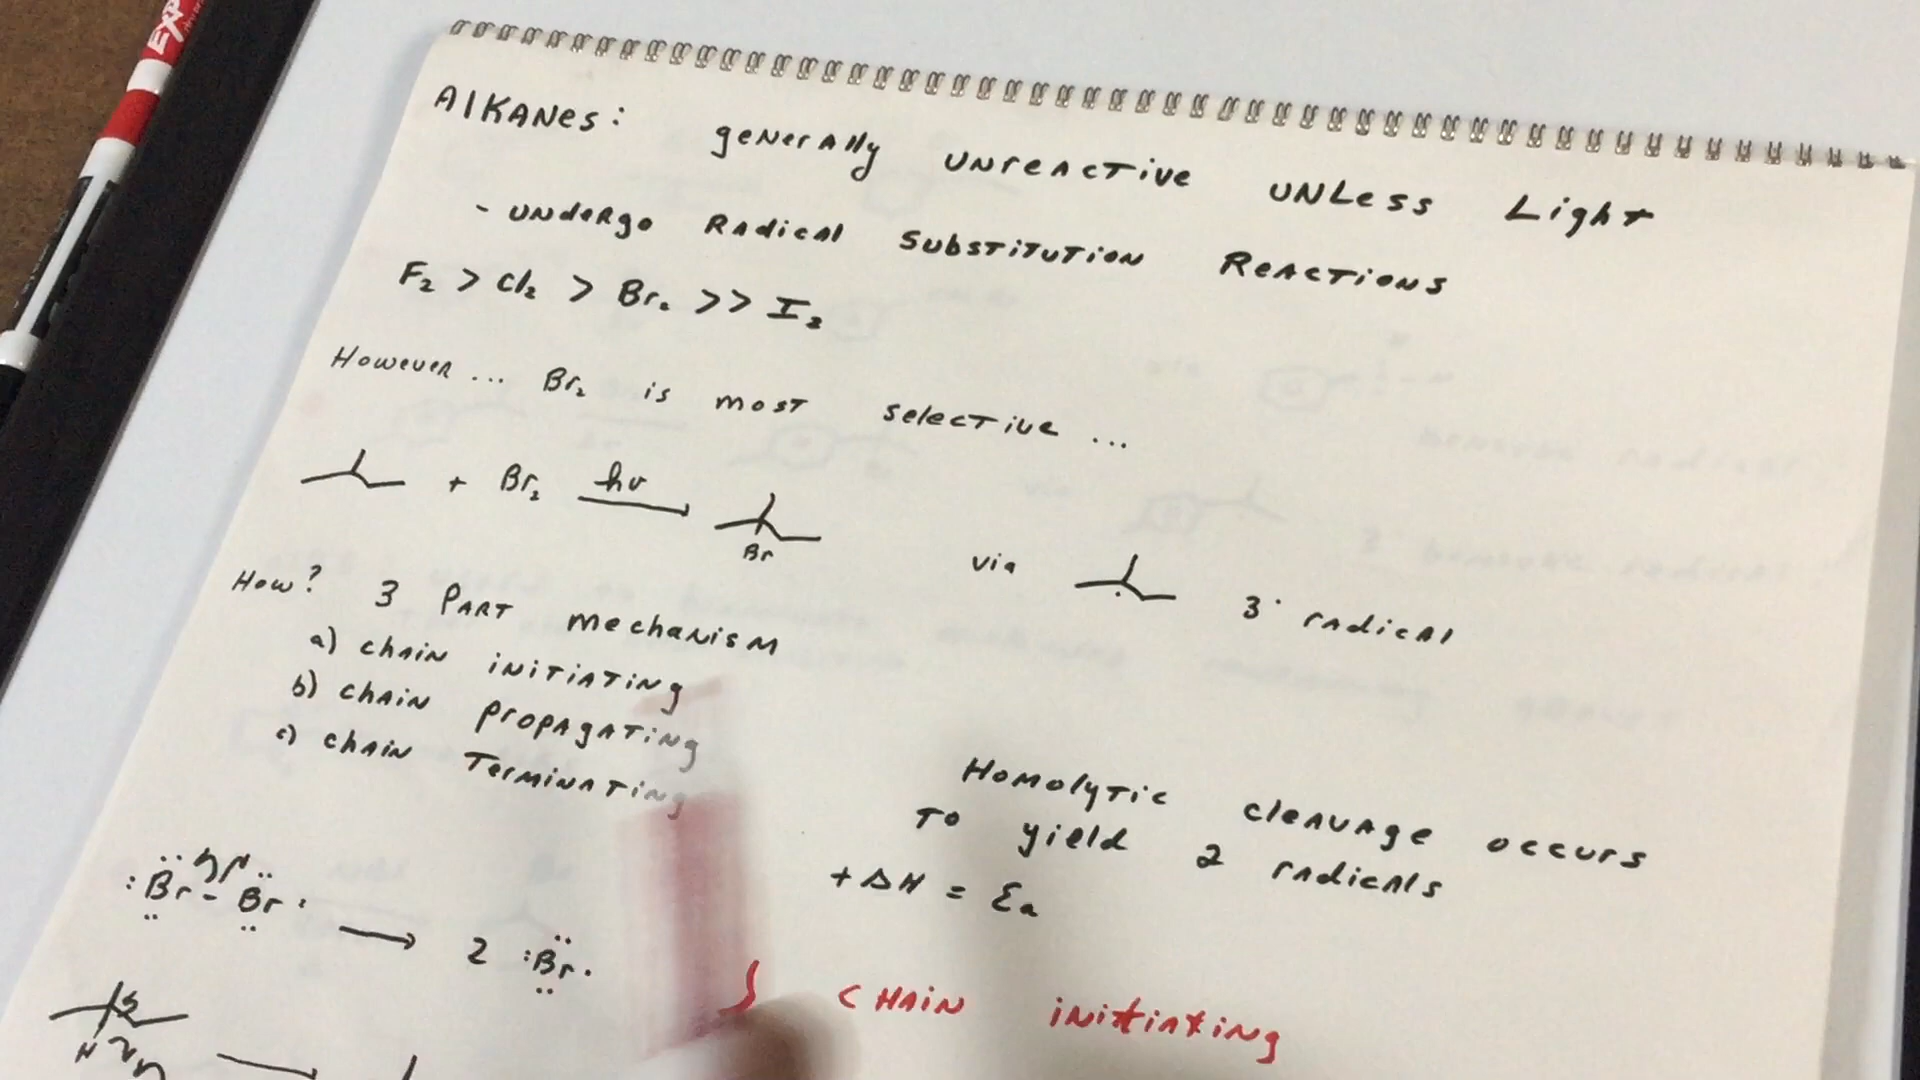 EXP
Alkanes: generally unreactive unless Light
- undergo Radical Substitution Reactions
F₂ > Cl₂ > Br₂ >> I₂
However ... Br₂ is most selective ...
+ Br₂ hν
Br
via 3° radical
How? 3 Part mechanism
a) chain initiating
b) chain propagating
c) chain Terminating
Homolytic cleavage occurs
to yield 2 radicals
+ΔH = Ea
:Br - Br: → 2 :Br·
} Chain initiating
H